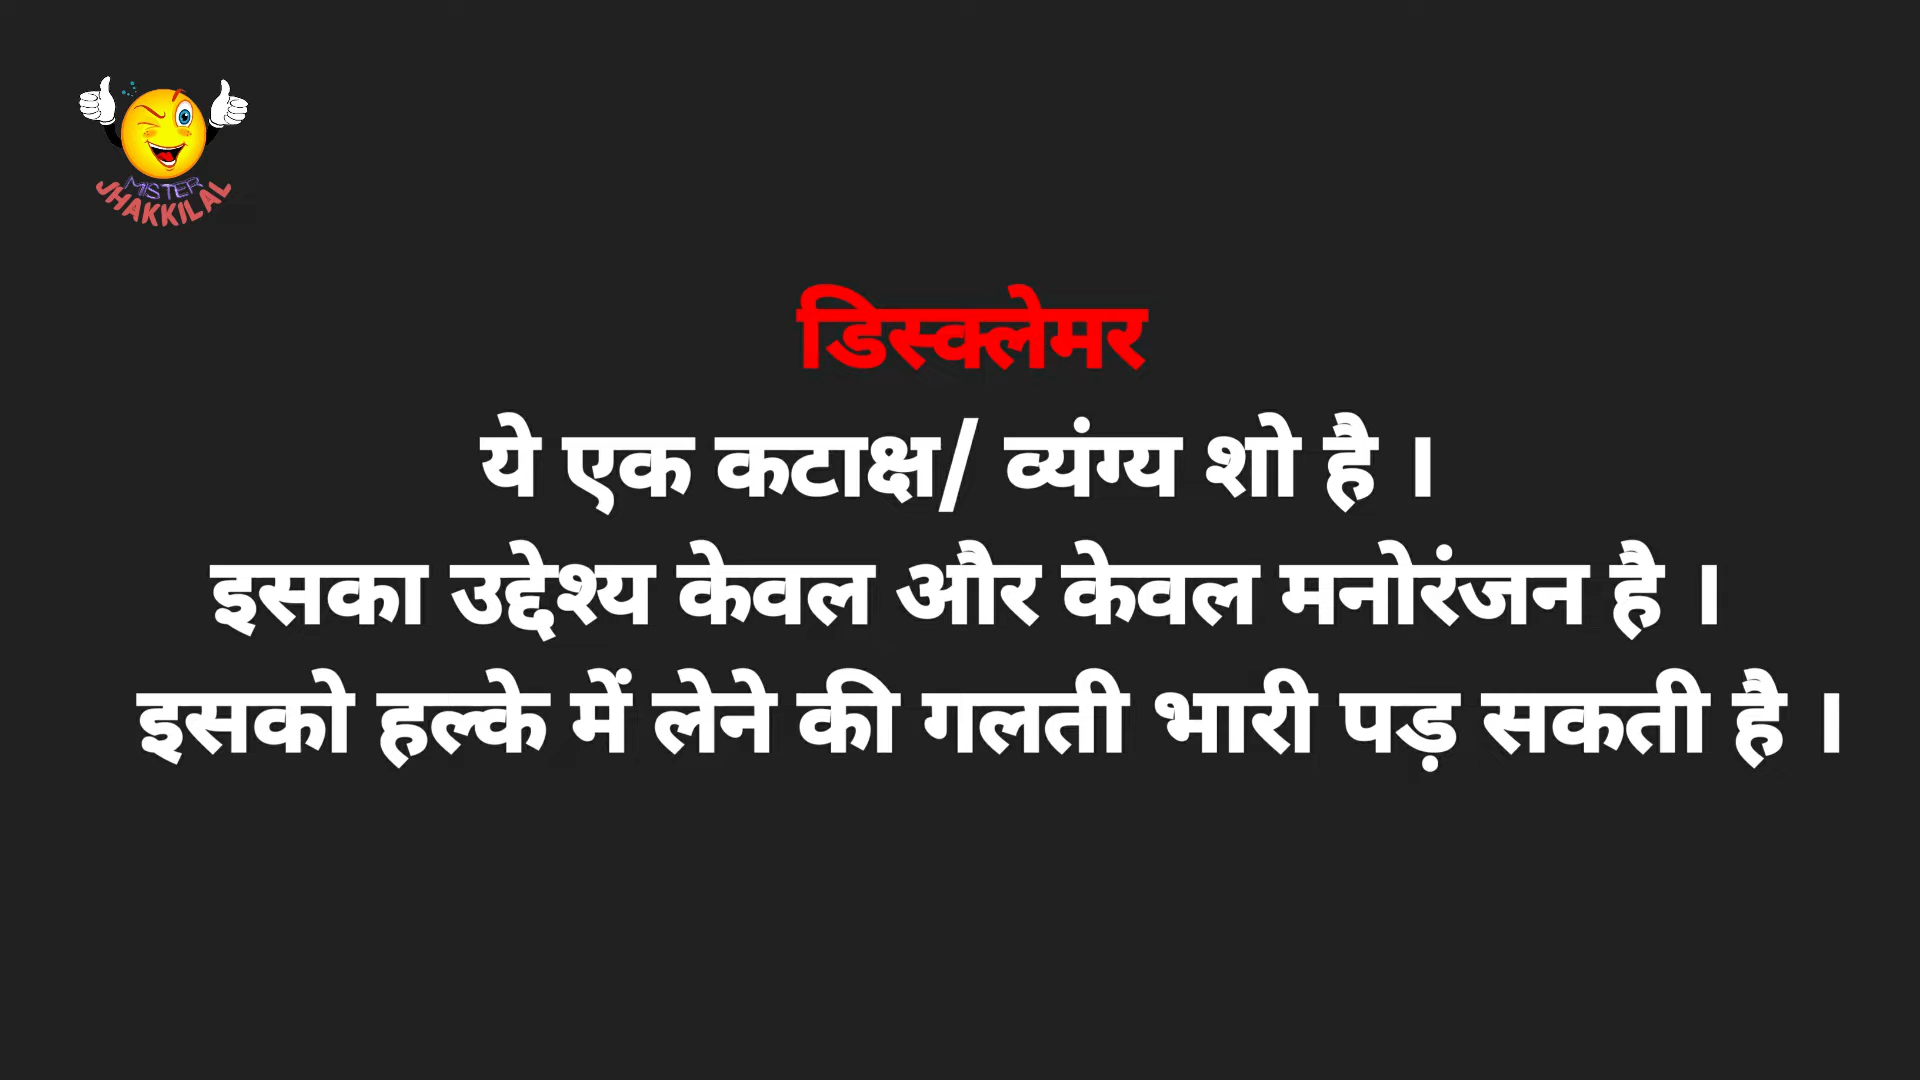 MISTER
JHAKKILAL
डिस्क्लेमर
ये एक कटाक्ष/ व्यंग्य शो है ।
इसका उद्देश्य केवल और केवल मनोरंजन है ।
इसको हल्के में लेने की गलती भारी पड़ सकती है ।